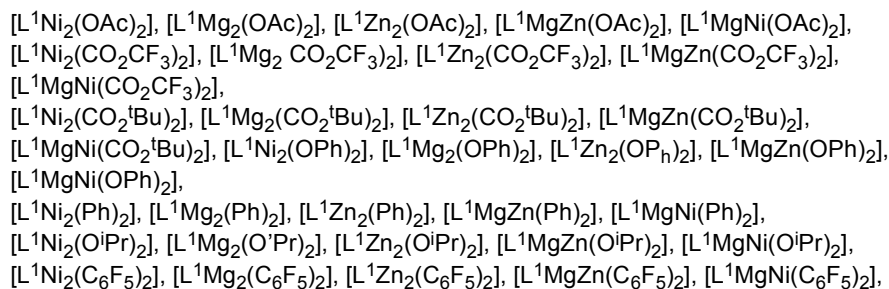 [L¹Ni₂(OAc)₂], [L¹Mg₂(OAc)₂], [L¹Zn₂(OAc)₂], [L¹MgZn(OAc)₂], [L¹MgNi(OAc)₂],
[L¹Ni₂(CO₂CF₃)₂], [L¹Mg₂ CO₂CF₃)₂], [L¹Zn₂(CO₂CF₃)₂], [L¹MgZn(CO₂CF₃)₂],
[L¹MgNi(CO₂CF₃)₂],
[L¹Ni₂(CO₂ᵗBu)₂], [L¹Mg₂(CO₂ᵗBu)₂], [L¹Zn₂(CO₂ᵗBu)₂], [L¹MgZn(CO₂ᵗBu)₂],
[L¹MgNi(CO₂ᵗBu)₂], [L¹Ni₂(OPh)₂], [L¹Mg₂(OPh)₂], [L¹Zn₂(OPₕ)₂], [L¹MgZn(OPh)₂],
[L¹MgNi(OPh)₂],
[L¹Ni₂(Ph)₂], [L¹Mg₂(Ph)₂], [L¹Zn₂(Ph)₂], [L¹MgZn(Ph)₂], [L¹MgNi(Ph)₂],
[L¹Ni₂(OⁱPr)₂], [L¹Mg₂(O’Pr)₂], [L¹Zn₂(OⁱPr)₂], [L¹MgZn(OⁱPr)₂], [L¹MgNi(OⁱPr)₂],
[L¹Ni₂(C₆F₅)₂], [L¹Mg₂(C₆F₅)₂], [L¹Zn₂(C₆F₅)₂], [L¹MgZn(C₆F₅)₂], [L¹MgNi(C₆F₅)₂],